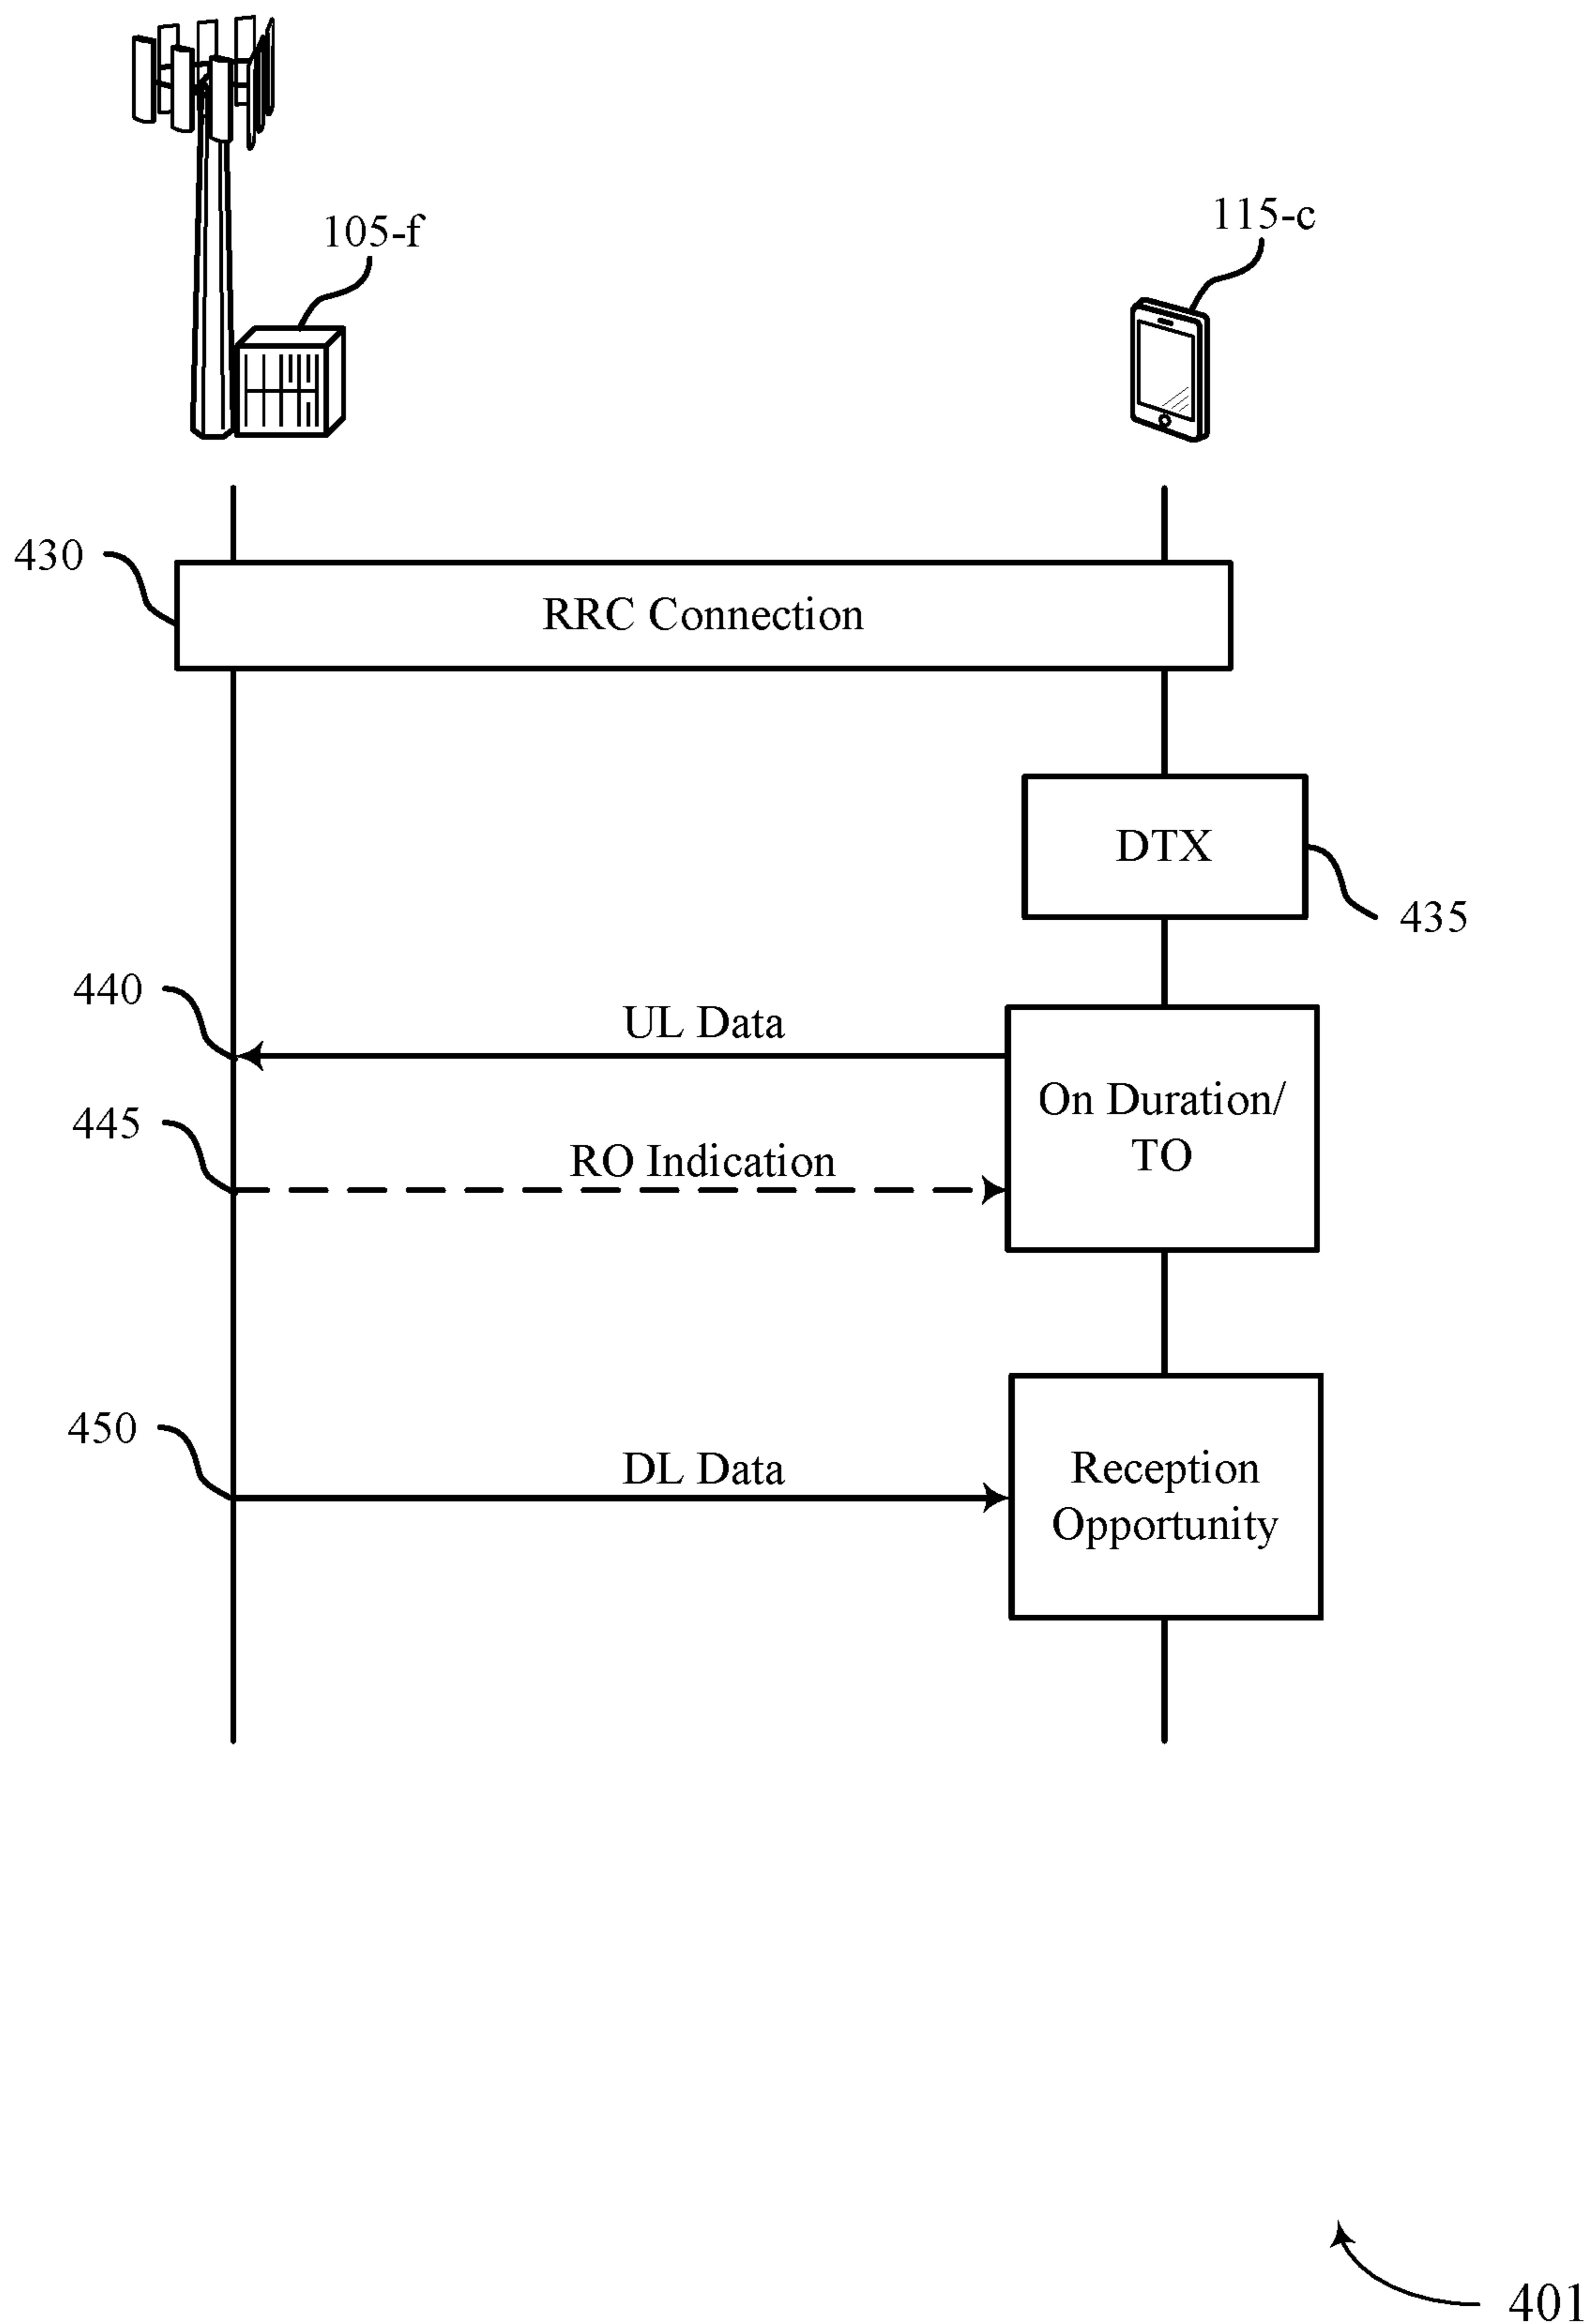 115-c
105-f
430
RRC Connection
DTX
435
440
UL Data
On Duration/
TO
445
RO Indication
450
DL Data
Reception
Opportunity
401